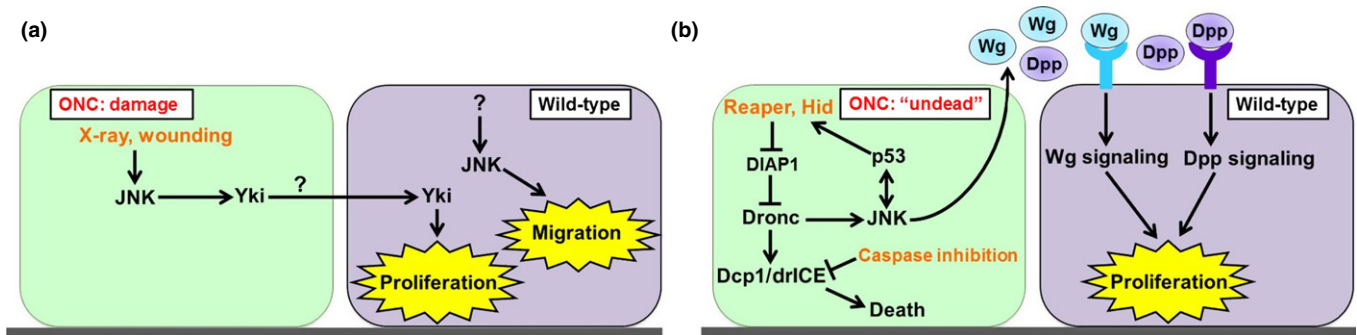 (a)
ONC: damage
X-ray, wounding
JNK
Yki
?
Wild-type
?
JNK
Yki
Migration
Proliferation
(b)
Wg
Wg
Dpp
Wg
Dpp
Dpp
ONC: “undead”
Reaper, Hid
DIAP1
p53
Dronc
JNK
Caspase inhibition
Dcp1/drICE
Death
Wild-type
Wg signaling
Dpp signaling
Proliferation